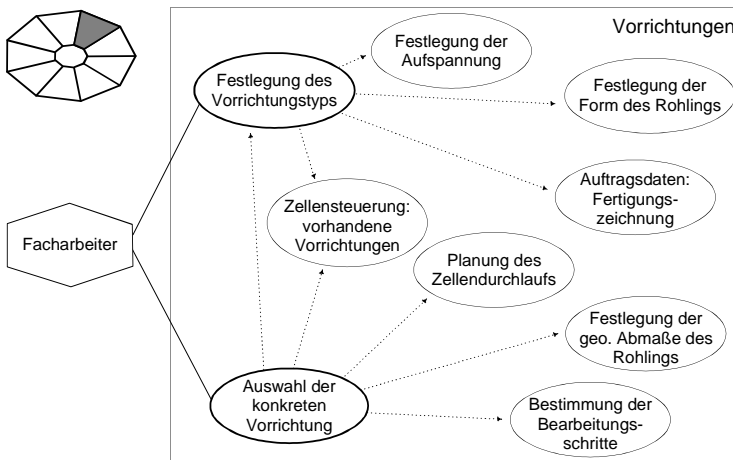 Vorrichtungen
Festlegung der
Aufspannung
Festlegung des
Vorrichtungstyps
Festlegung der
Form des Rohlings
Auftragsdaten:
Fertigungs-
zeichnung
Zellensteuerung:
vorhandene
Vorrichtungen
Facharbeiter
Planung des
Zellendurchlaufs
Festlegung der
geo. Abmaße des
Rohlings
Auswahl der
konkreten
Vorrichtung
Bestimmung der
Bearbeitungs-
schritte